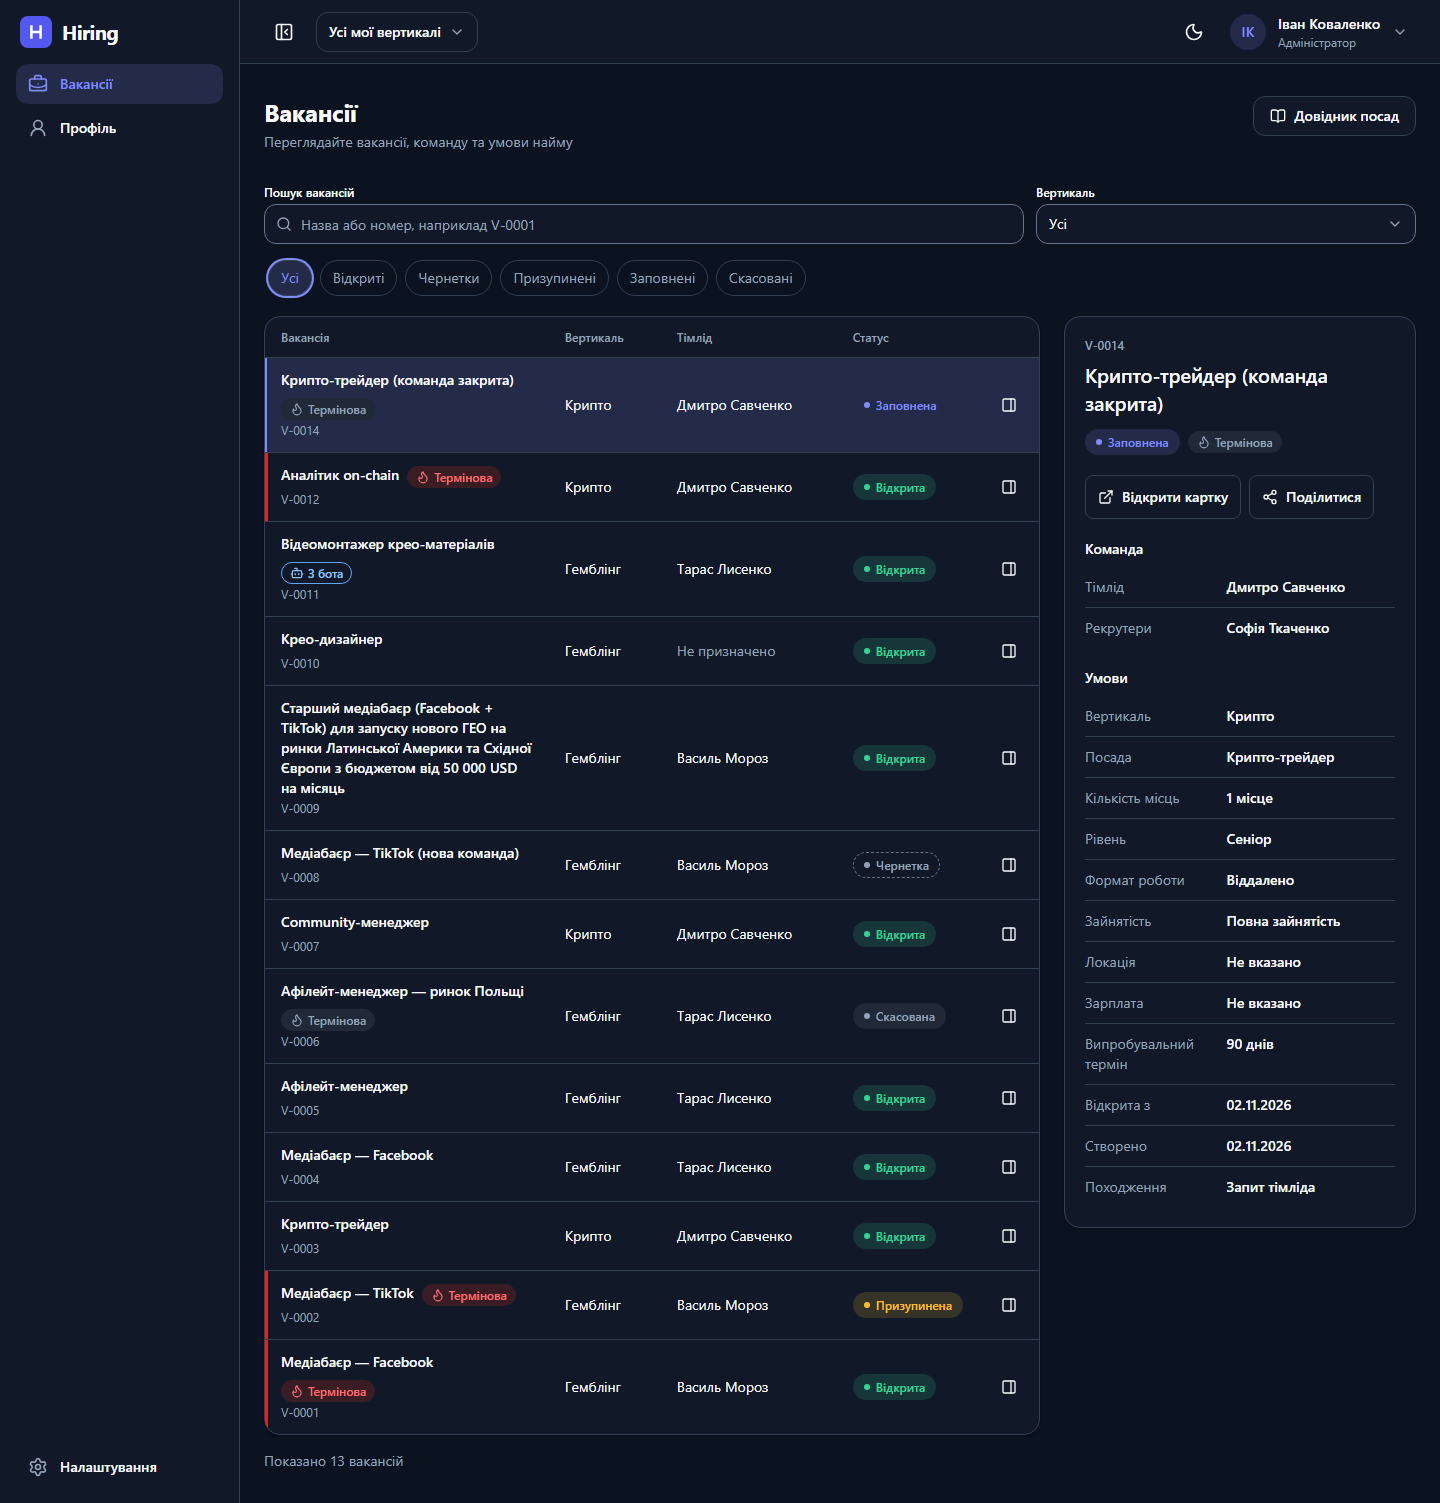 H Hiring
Вакансії
Профіль
Налаштування
Усі мої вертикалі
ІК
Іван Коваленко
Адміністратор
Вакансії
Переглядайте вакансії, команду та умови найму
Довідник посад
Пошук вакансій
Назва або номер, наприклад V-0001
Вертикаль
Усі
Усі Відкриті Чернетки Призупинені Заповнені Скасовані
Вакансія Вертикаль Тімлід Статус
Крипто-трейдер (команда закрита)
Термінова
V-0014
Крипто Дмитро Савченко Заповнена
Аналітик on-chain Термінова
V-0012
Крипто Дмитро Савченко Відкрита
Відеомонтажер крео-матеріалів
З бота
V-0011
Гемблінг Тарас Лисенко Відкрита
Крео-дизайнер
V-0010
Гемблінг Не призначено Відкрита
Старший медіабаєр (Facebook +
TikTok) для запуску нового ГЕО на
ринки Латинської Америки та Східної
Європи з бюджетом від 50 000 USD
на місяць
V-0009
Гемблінг Василь Мороз Відкрита
Медіабаєр — TikTok (нова команда)
V-0008
Гемблінг Василь Мороз Чернетка
Community-менеджер
V-0007
Крипто Дмитро Савченко Відкрита
Афілейт-менеджер — ринок Польщі
Термінова
V-0006
Гемблінг Тарас Лисенко Скасована
Афілейт-менеджер
V-0005
Гемблінг Тарас Лисенко Відкрита
Медіабаєр — Facebook
V-0004
Гемблінг Тарас Лисенко Відкрита
Крипто-трейдер
V-0003
Крипто Дмитро Савченко Відкрита
Медіабаєр — TikTok Термінова
V-0002
Гемблінг Василь Мороз Призупинена
Медіабаєр — Facebook
Термінова
V-0001
Гемблінг Василь Мороз Відкрита
Показано 13 вакансій
V-0014
Крипто-трейдер (команда
закрита)
Заповнена Термінова
Відкрити картку Поділитися
Команда
Тімлід Дмитро Савченко
Рекрутери Софія Ткаченко
Умови
Вертикаль Крипто
Посада Крипто-трейдер
Кількість місць 1 місце
Рівень Сеніор
Формат роботи Віддалено
Зайнятість Повна зайнятість
Локація Не вказано
Зарплата Не вказано
Випробувальний
термін
90 днів
Відкрита з 02.11.2026
Створено 02.11.2026
Походження Запит тімліда